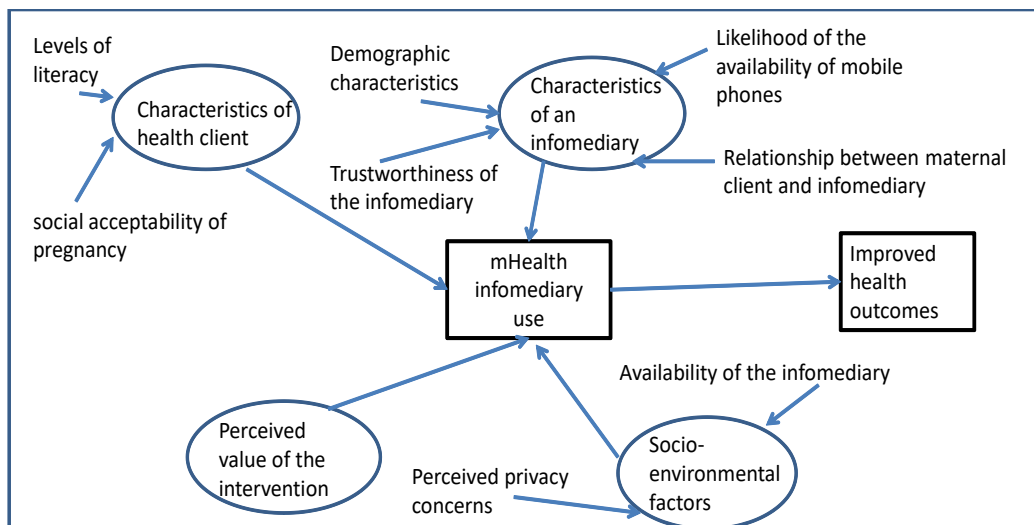 Levels of
literacy
Characteristics of
health client
social acceptability of
pregnancy
Demographic
characteristics
Trustworthiness of
the infomediary
Characteristics
of an
infomediary
Likelihood of the
availability of mobile
phones
Relationship between maternal
client and infomediary
mHealth
infomediary
use
Improved
health
outcomes
Perceived
value of the
intervention
Availability of the infomediary
Perceived privacy
concerns
Socio-
environmental
factors